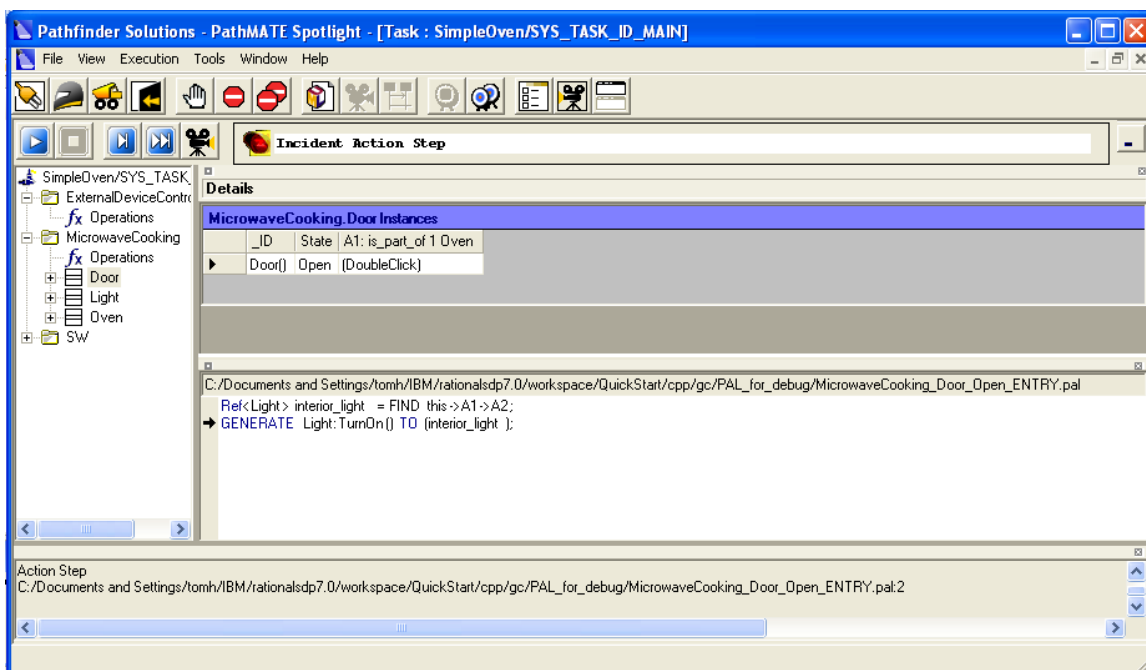 Pathfinder Solutions - PathMATE Spotlight - [Task : SimpleOven/SYS_TASK_ID_MAIN]
File View Execution Tools Window Help
Incident Action Step
SimpleOven/SYS_TASK_
ExternalDeviceContr
fx Operations
MicrowaveCooking
fx Operations
Door
Light
Oven
SW
Details
MicrowaveCooking.Door Instances
_ID State A1: is_part_of 1 Oven
Door() Open (DoubleClick)
C:/Documents and Settings/tomh/IBM/rationalsdp7.0/workspace/QuickStart/cpp/gc/PAL_for_debug/MicrowaveCooking_Door_Open_ENTRY.pal
Ref<Light> interior_light = FIND this->A1->A2;
GENERATE Light:TurnOn() TO (interior_light );
Action Step
C:/Documents and Settings/tomh/IBM/rationalsdp7.0/workspace/QuickStart/cpp/gc/PAL_for_debug/MicrowaveCooking_Door_Open_ENTRY.pal:2